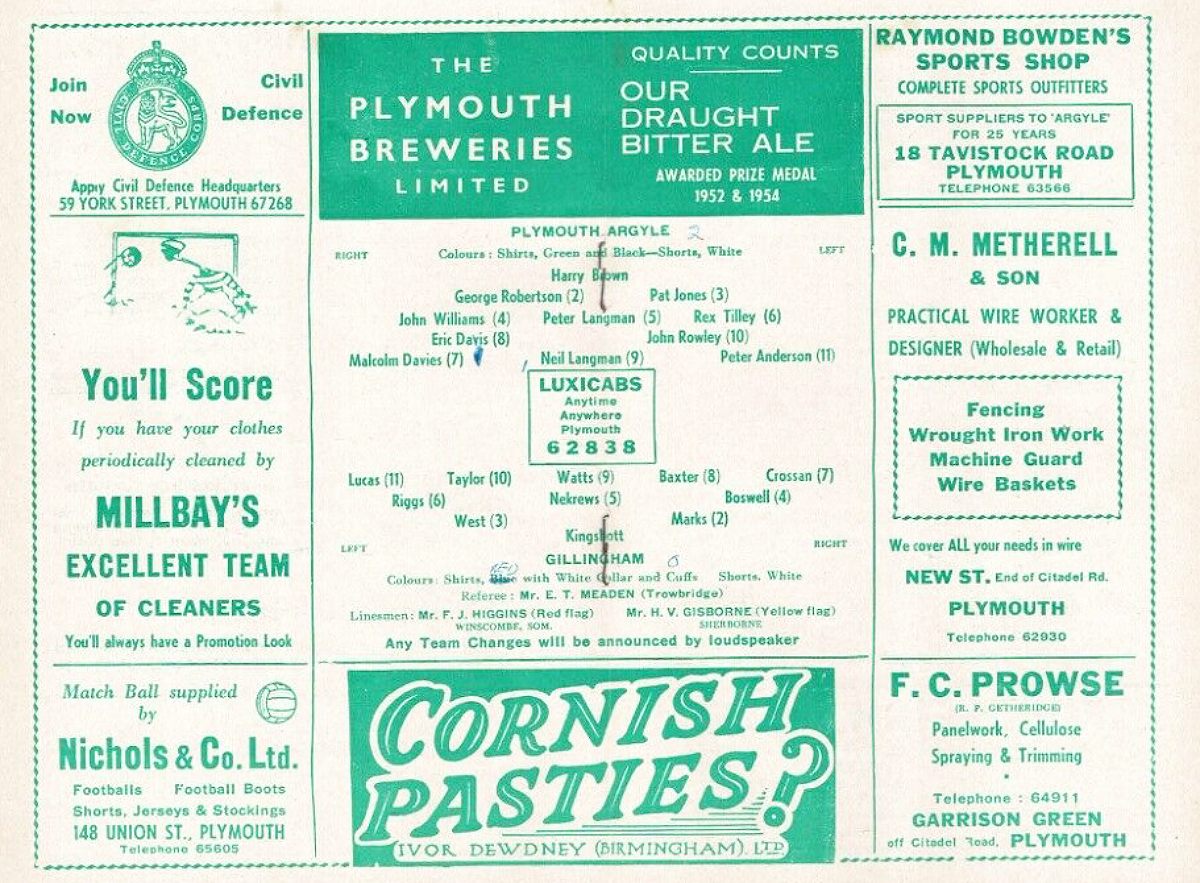 Join
Now
Civil
Defence
CIVIL DEFENCE CORPS
Apply Civil Defence Headquarters
59 YORK STREET, PLYMOUTH 67268
You'll Score
If you have your clothes
periodically cleaned by
MILLBAY'S
EXCELLENT TEAM
OF CLEANERS
You'll always have a Promotion Look
Match Ball supplied
by
Nichols & Co. Ltd.
Footballs Football Boots
Shorts, Jerseys & Stockings
148 UNION ST., PLYMOUTH
Telephone 65605
THE
PLYMOUTH
BREWERIES
LIMITED
QUALITY COUNTS
OUR
DRAUGHT
BITTER ALE
AWARDED PRIZE MEDAL
1952 & 1954
PLYMOUTH ARGYLE 2
RIGHT Colours : Shirts, Green and Black—Shorts, White LEFT
Harry Brown
George Robertson (2) Pat Jones (3)
John Williams (4) Peter Langman (5) Rex Tilley (6)
Eric Davis (8) John Rowley (10)
Malcolm Davies (7) Neil Langman (9) Peter Anderson (11)
LUXICABS
Anytime
Anywhere
Plymouth
62838
Lucas (11) Taylor (10) Watts (9) Baxter (8) Crossan (7)
Riggs (6) Nekrews (5) Boswell (4)
West (3) Marks (2)
Kingshott
LEFT RIGHT
GILLINGHAM 0
RED
Colours: Shirts, Blue with White Collar and Cuffs Shorts, White
Referee : Mr. E. T. MEADEN (Trowbridge)
Linesmen: Mr. F. J. HIGGINS (Red flag) Mr. H. V. GISBORNE (Yellow flag)
WINSCOMBE, SOM. SHERBORNE
Any Team Changes will be announced by loudspeaker
CORNISH
PASTIES?
IVOR DEWDNEY (BIRMINGHAM). LTD
RAYMOND BOWDEN'S
SPORTS SHOP
COMPLETE SPORTS OUTFITTERS
SPORT SUPPLIERS TO 'ARGYLE'
FOR 25 YEARS
18 TAVISTOCK ROAD
PLYMOUTH
TELEPHONE 63566
C. M. METHERELL
& SON
PRACTICAL WIRE WORKER &
DESIGNER (Wholesale & Retail)
Fencing
Wrought Iron Work
Machine Guard
Wire Baskets
We cover ALL your needs in wire
NEW ST. End of Citadel Rd.
PLYMOUTH
Telephone 62930
F. C. PROWSE
(R. P. GETHERIDGE)
Panelwork, Cellulose
Spraying & Trimming
Telephone : 64911
GARRISON GREEN
off Citadel Road, PLYMOUTH